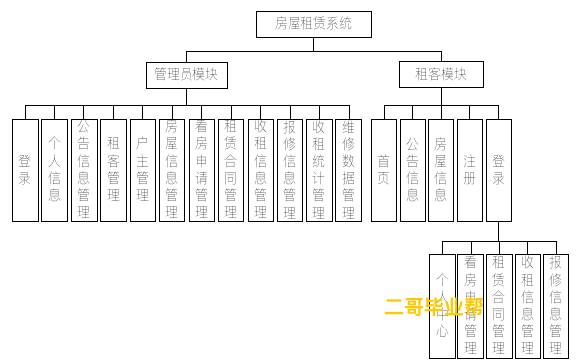 房屋租赁系统
管理员模块
租客模块
登录
个人信息
公告信息管理
租客管理
户主管理
房屋信息管理
看房申请管理
租赁合同管理
收租信息管理
报修信息管理
收租统计管理
维修数据管理
首页
公告信息
房屋信息
注册
登录
个人中心
看房申请管理
租赁合同管理
收租信息管理
报修信息管理
二哥毕业帮